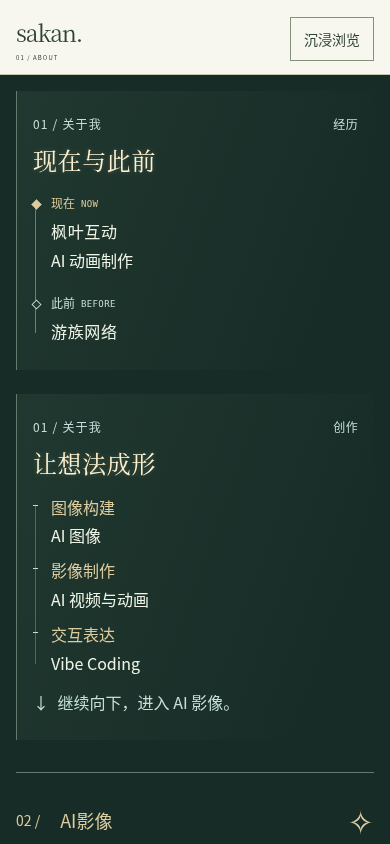 sakan.
01 / ABOUT
沉浸浏览
01 / 关于我
经历
现在与此前
现在 NOW
枫叶互动
AI 动画制作
此前 BEFORE
游族网络
01 / 关于我
创作
让想法成形
图像构建
AI 图像
影像制作
AI 视频与动画
交互表达
Vibe Coding
↓ 继续向下，进入 AI 影像。
02 / AI影像